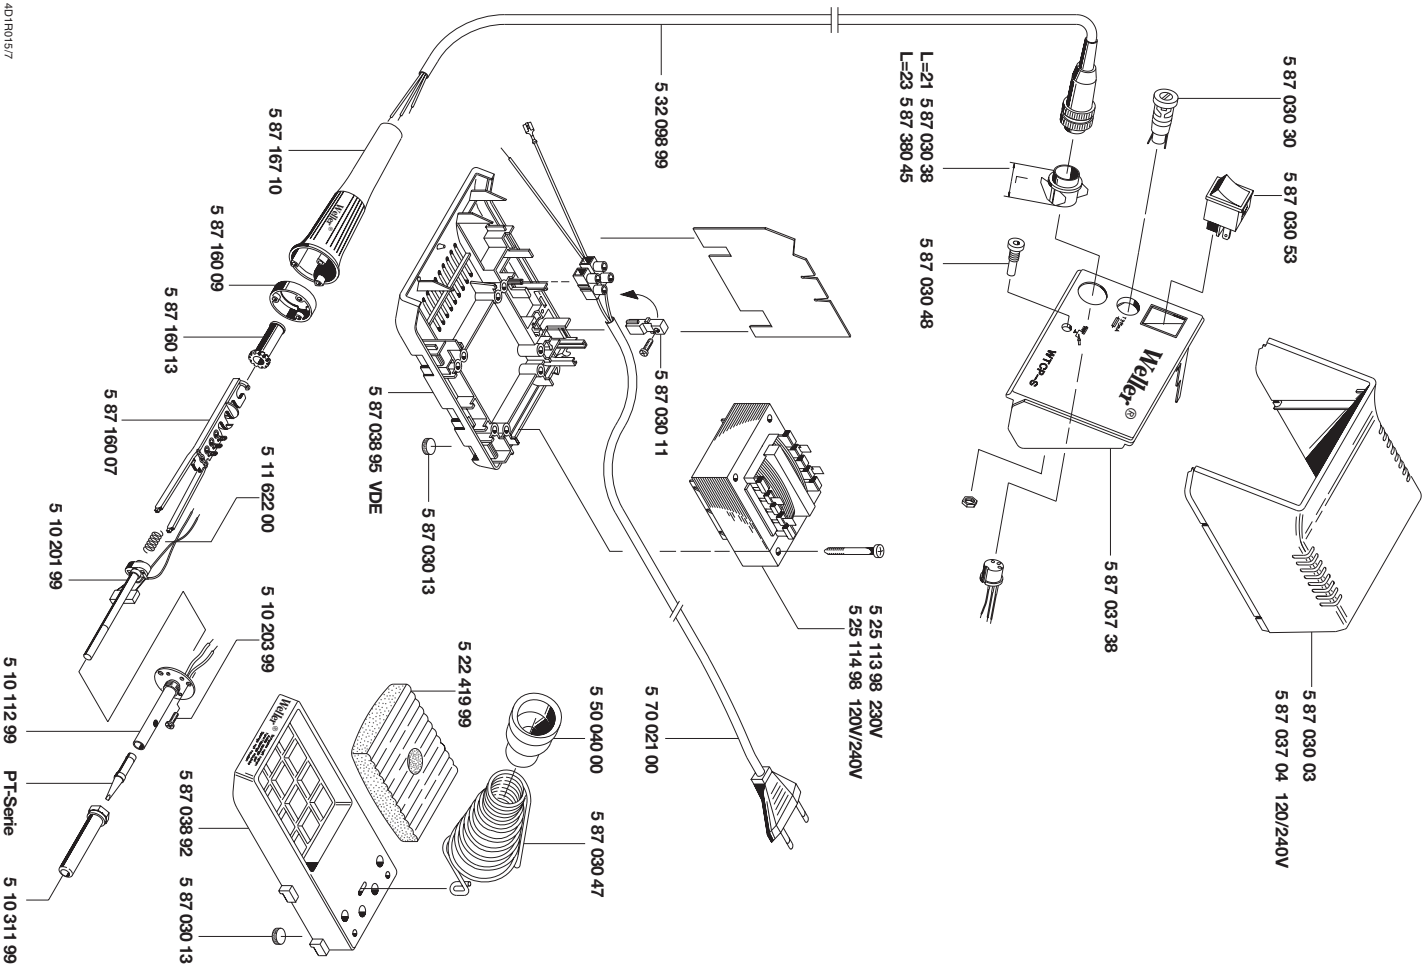 4D1R015/7
5 32 098 99
L=21 5 87 030 38
L=23 5 87 380 45
5 87 030 30
5 87 030 53
5 87 030 48
5 87 167 10
Weller®
5 87 160 09
5 87 160 13
5 87 160 07
5 11 622 00
5 10 201 99
5 10 203 99
5 10 112 99
PT-Serie
5 10 311 99
5 87 038 95 VDE
5 87 030 13
5 87 030 11
L
Weller®
WTCP-S
5 87 037 38
5 87 030 03
5 87 037 04 120/240V
5 25 113 98 230V
5 25 114 98 120V/240V
5 70 021 00
5 50 040 00
5 22 419 99
5 87 030 47
Weller®
5 87 038 92
5 87 030 13